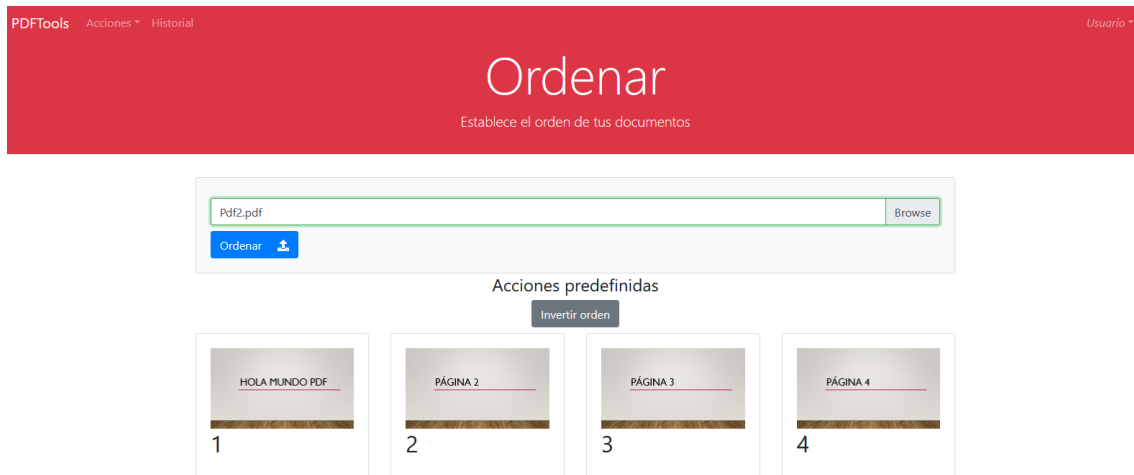 PDFTools Acciones Historial Usuario
Ordenar
Establece el orden de tus documentos
Pdf2.pdf Browse
Ordenar
Acciones predefinidas
Invertir orden
HOLA MUNDO PDF PÁGINA 2 PÁGINA 3 PÁGINA 4
1 2 3 4